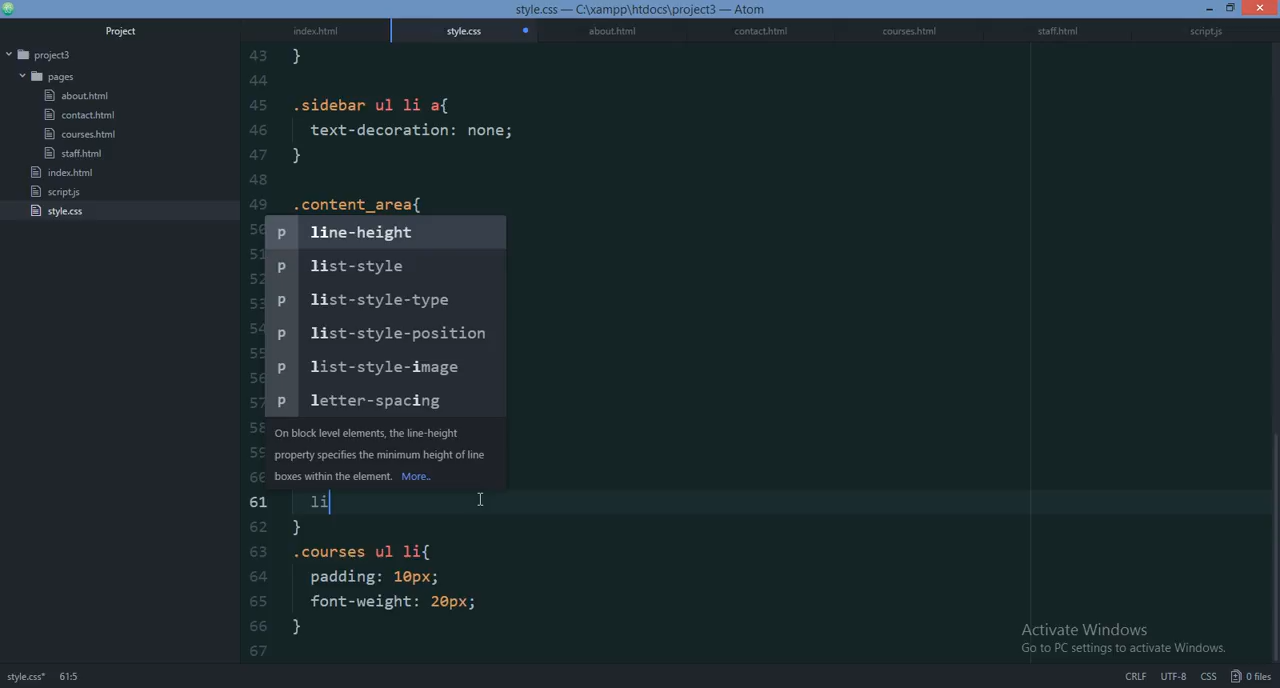 style.css — C:\xampp\htdocs\project3 — Atom
Project
index.html
style.css
about.html
contact.html
courses.html
staff.html
script.js
project3
pages
about.html
contact.html
courses.html
staff.html
index.html
script.js
style.css
43 }
44
45 .sidebar ul li a{
46 text-decoration: none;
47 }
48
49 .content_area{
p line-height
p list-style
p list-style-type
p list-style-position
p list-style-image
p letter-spacing
On block level elements, the line-height
property specifies the minimum height of line
boxes within the element. More..
61 li
62 }
63 .courses ul li{
64 padding: 10px;
65 font-weight: 20px;
66 }
67
Activate Windows
Go to PC settings to activate Windows.
style.css* 61:5
CRLF UTF-8 CSS 0 files